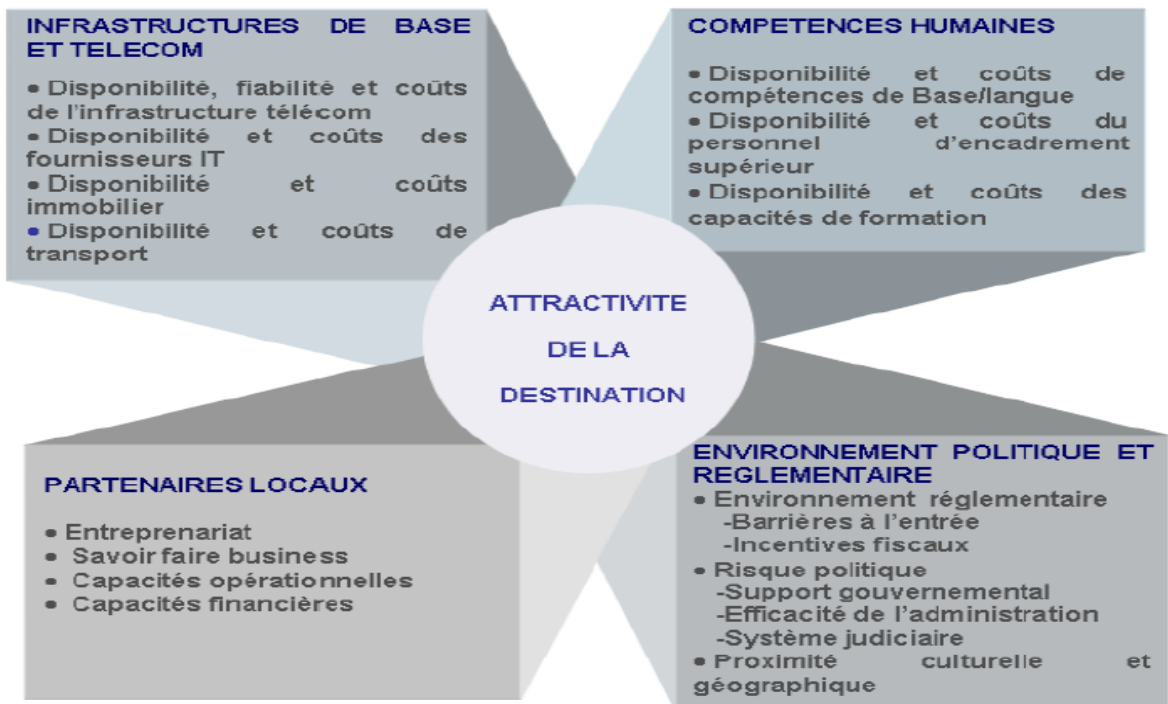 INFRASTRUCTURES DE BASE
ET TELECOM
• Disponibilité, fiabilité et coûts
de l'infrastructure télécom
• Disponibilité et coûts des
fournisseurs IT
• Disponibilité et coûts
immobilier
• Disponibilité et coûts de
transport
COMPETENCES HUMAINES
• Disponibilité et coûts de
compétences de Base/langue
• Disponibilité et coûts du
personnel d'encadrement
supérieur
• Disponibilité et coûts des
capacités de formation
ATTRACTIVITE
DE LA
DESTINATION
PARTENAIRES LOCAUX
• Entreprenariat
• Savoir faire business
• Capacités opérationnelles
• Capacités financières
ENVIRONNEMENT POLITIQUE ET
REGLEMENTAIRE
• Environnement réglementaire
-Barrières à l'entrée
-Incentives fiscaux
• Risque politique
-Support gouvernemental
-Efficacité de l'administration
-Système judiciaire
• Proximité culturelle et
géographique